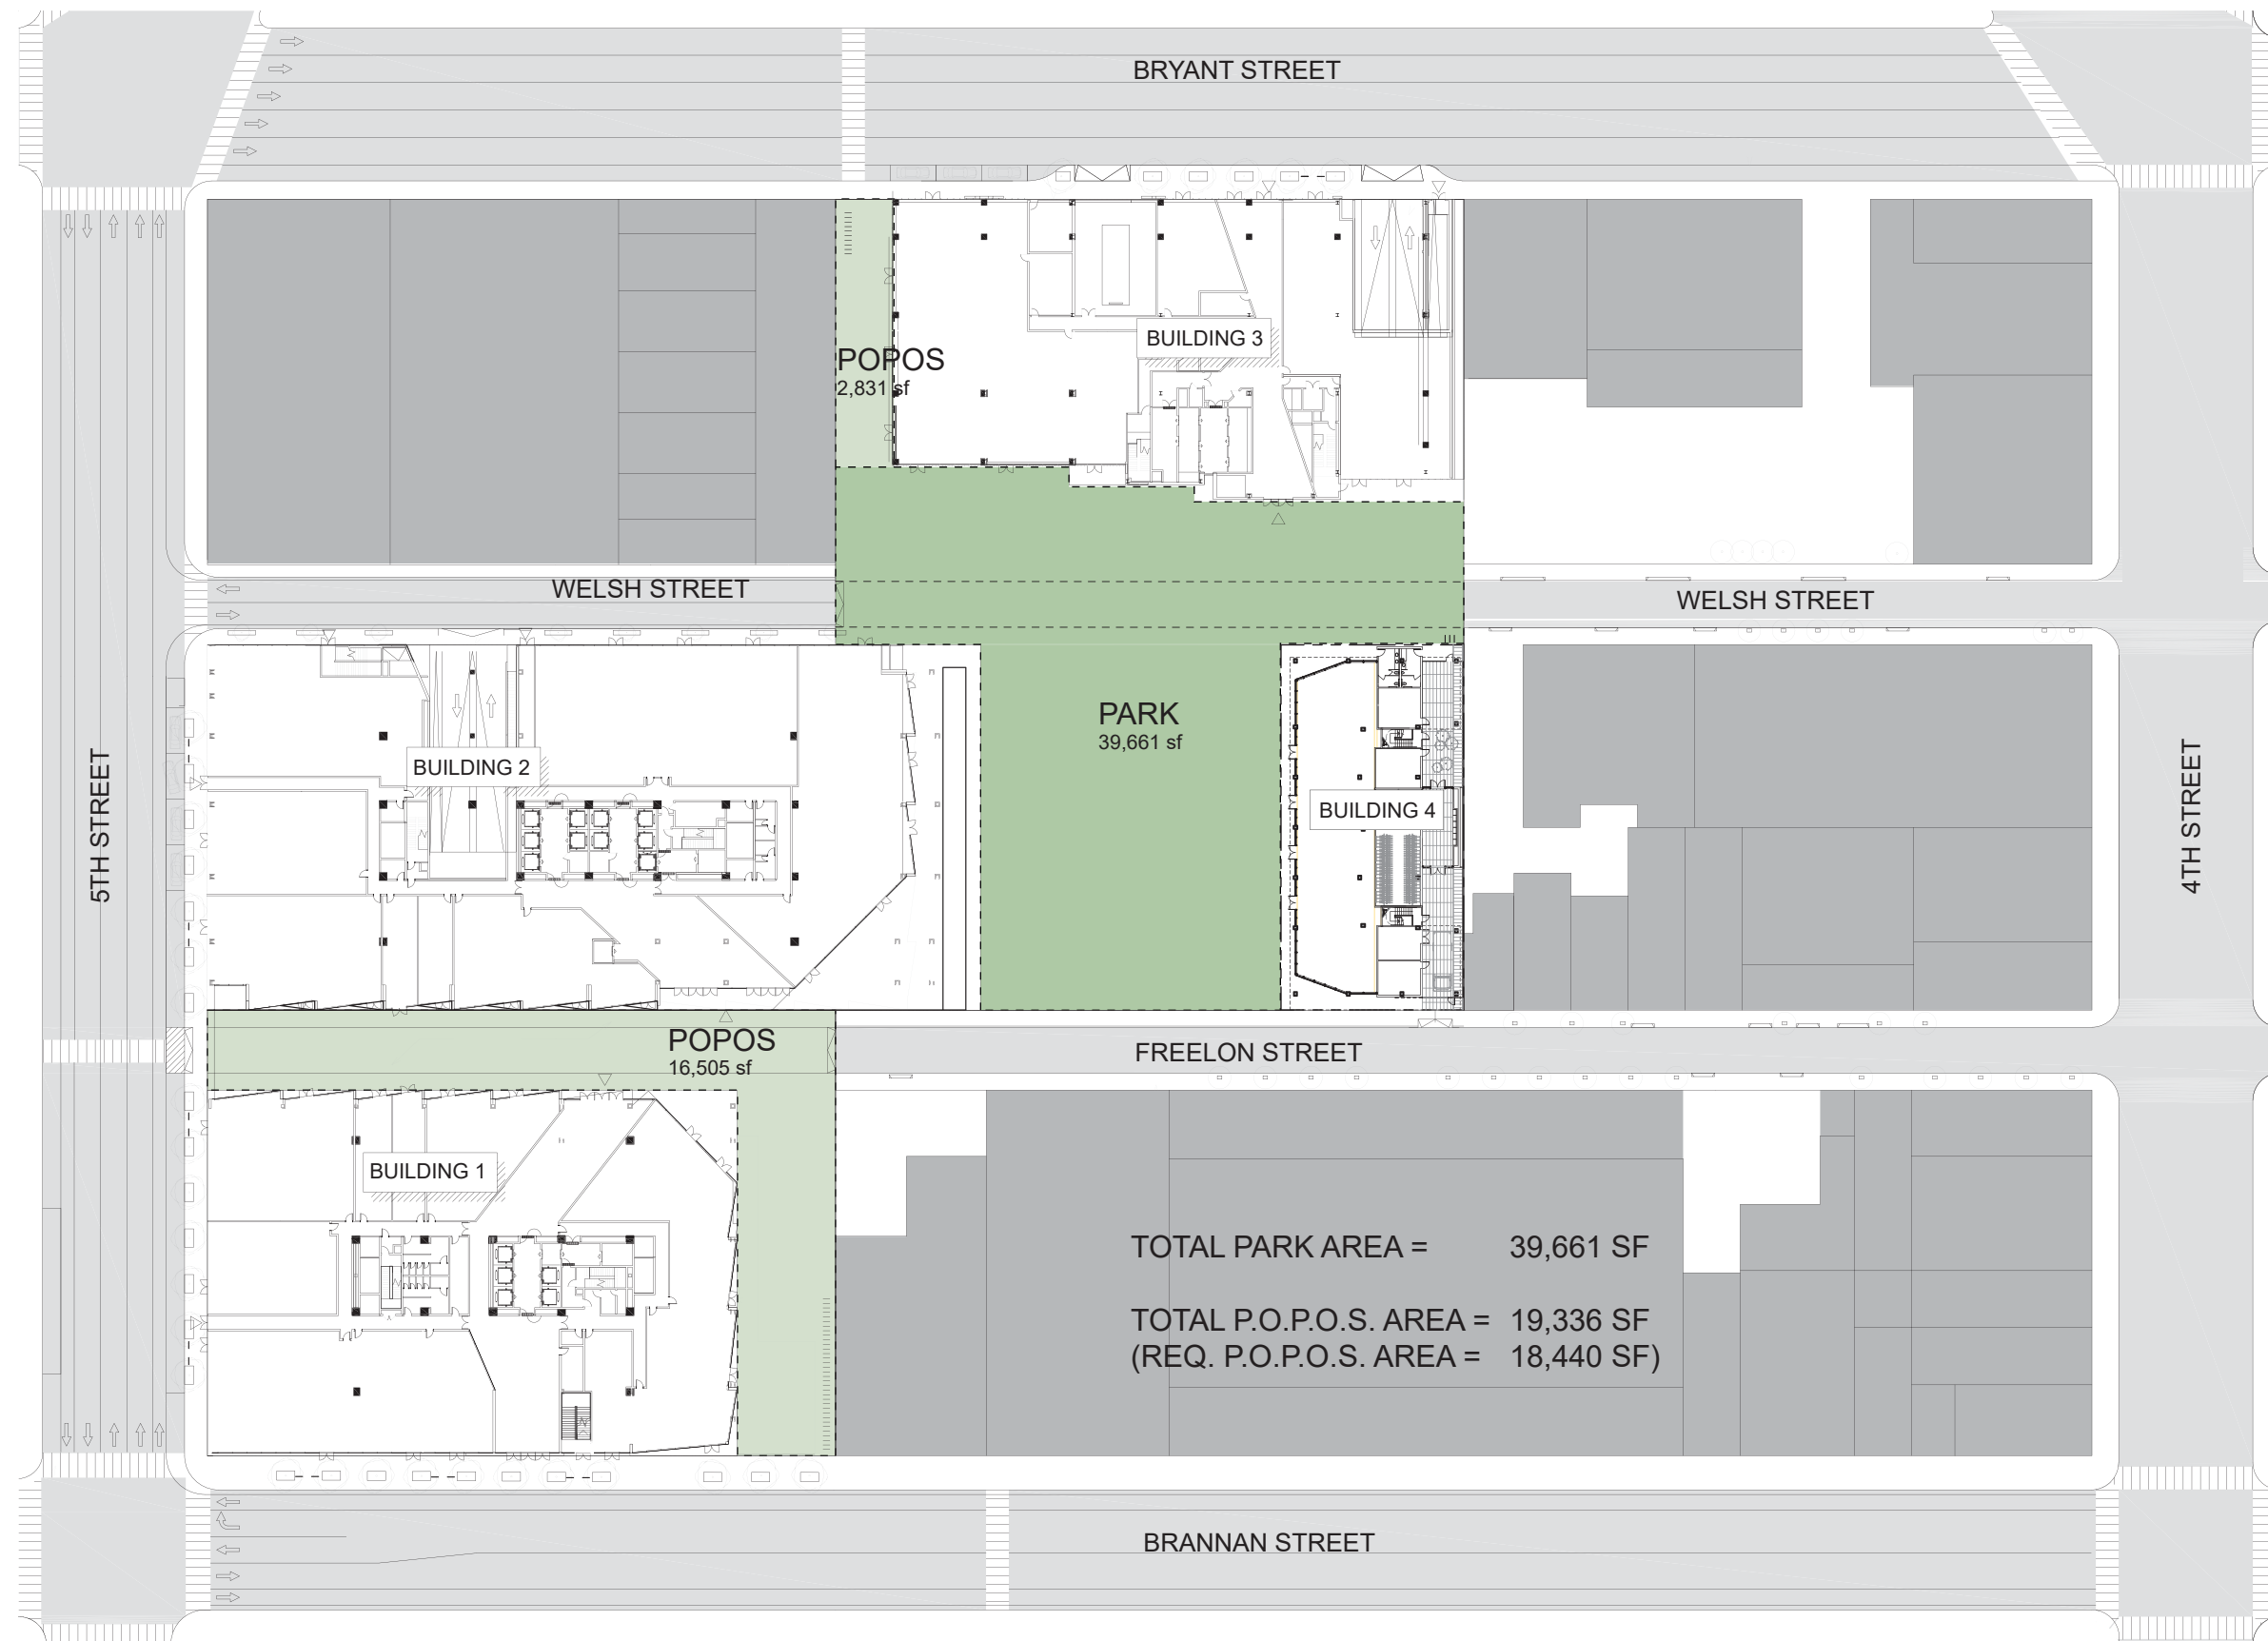 BRYANT STREET
BUILDING 3
POPOS
2,831 sf
WELSH STREET
WELSH STREET
PARK
39,661 sf
BUILDING 2
BUILDING 4
5TH STREET
4TH STREET
POPOS
16,505 sf
FREELON STREET
BUILDING 1
TOTAL PARK AREA = 39,661 SF
TOTAL P.O.P.O.S. AREA = 19,336 SF
(REQ. P.O.P.O.S. AREA = 18,440 SF)
BRANNAN STREET